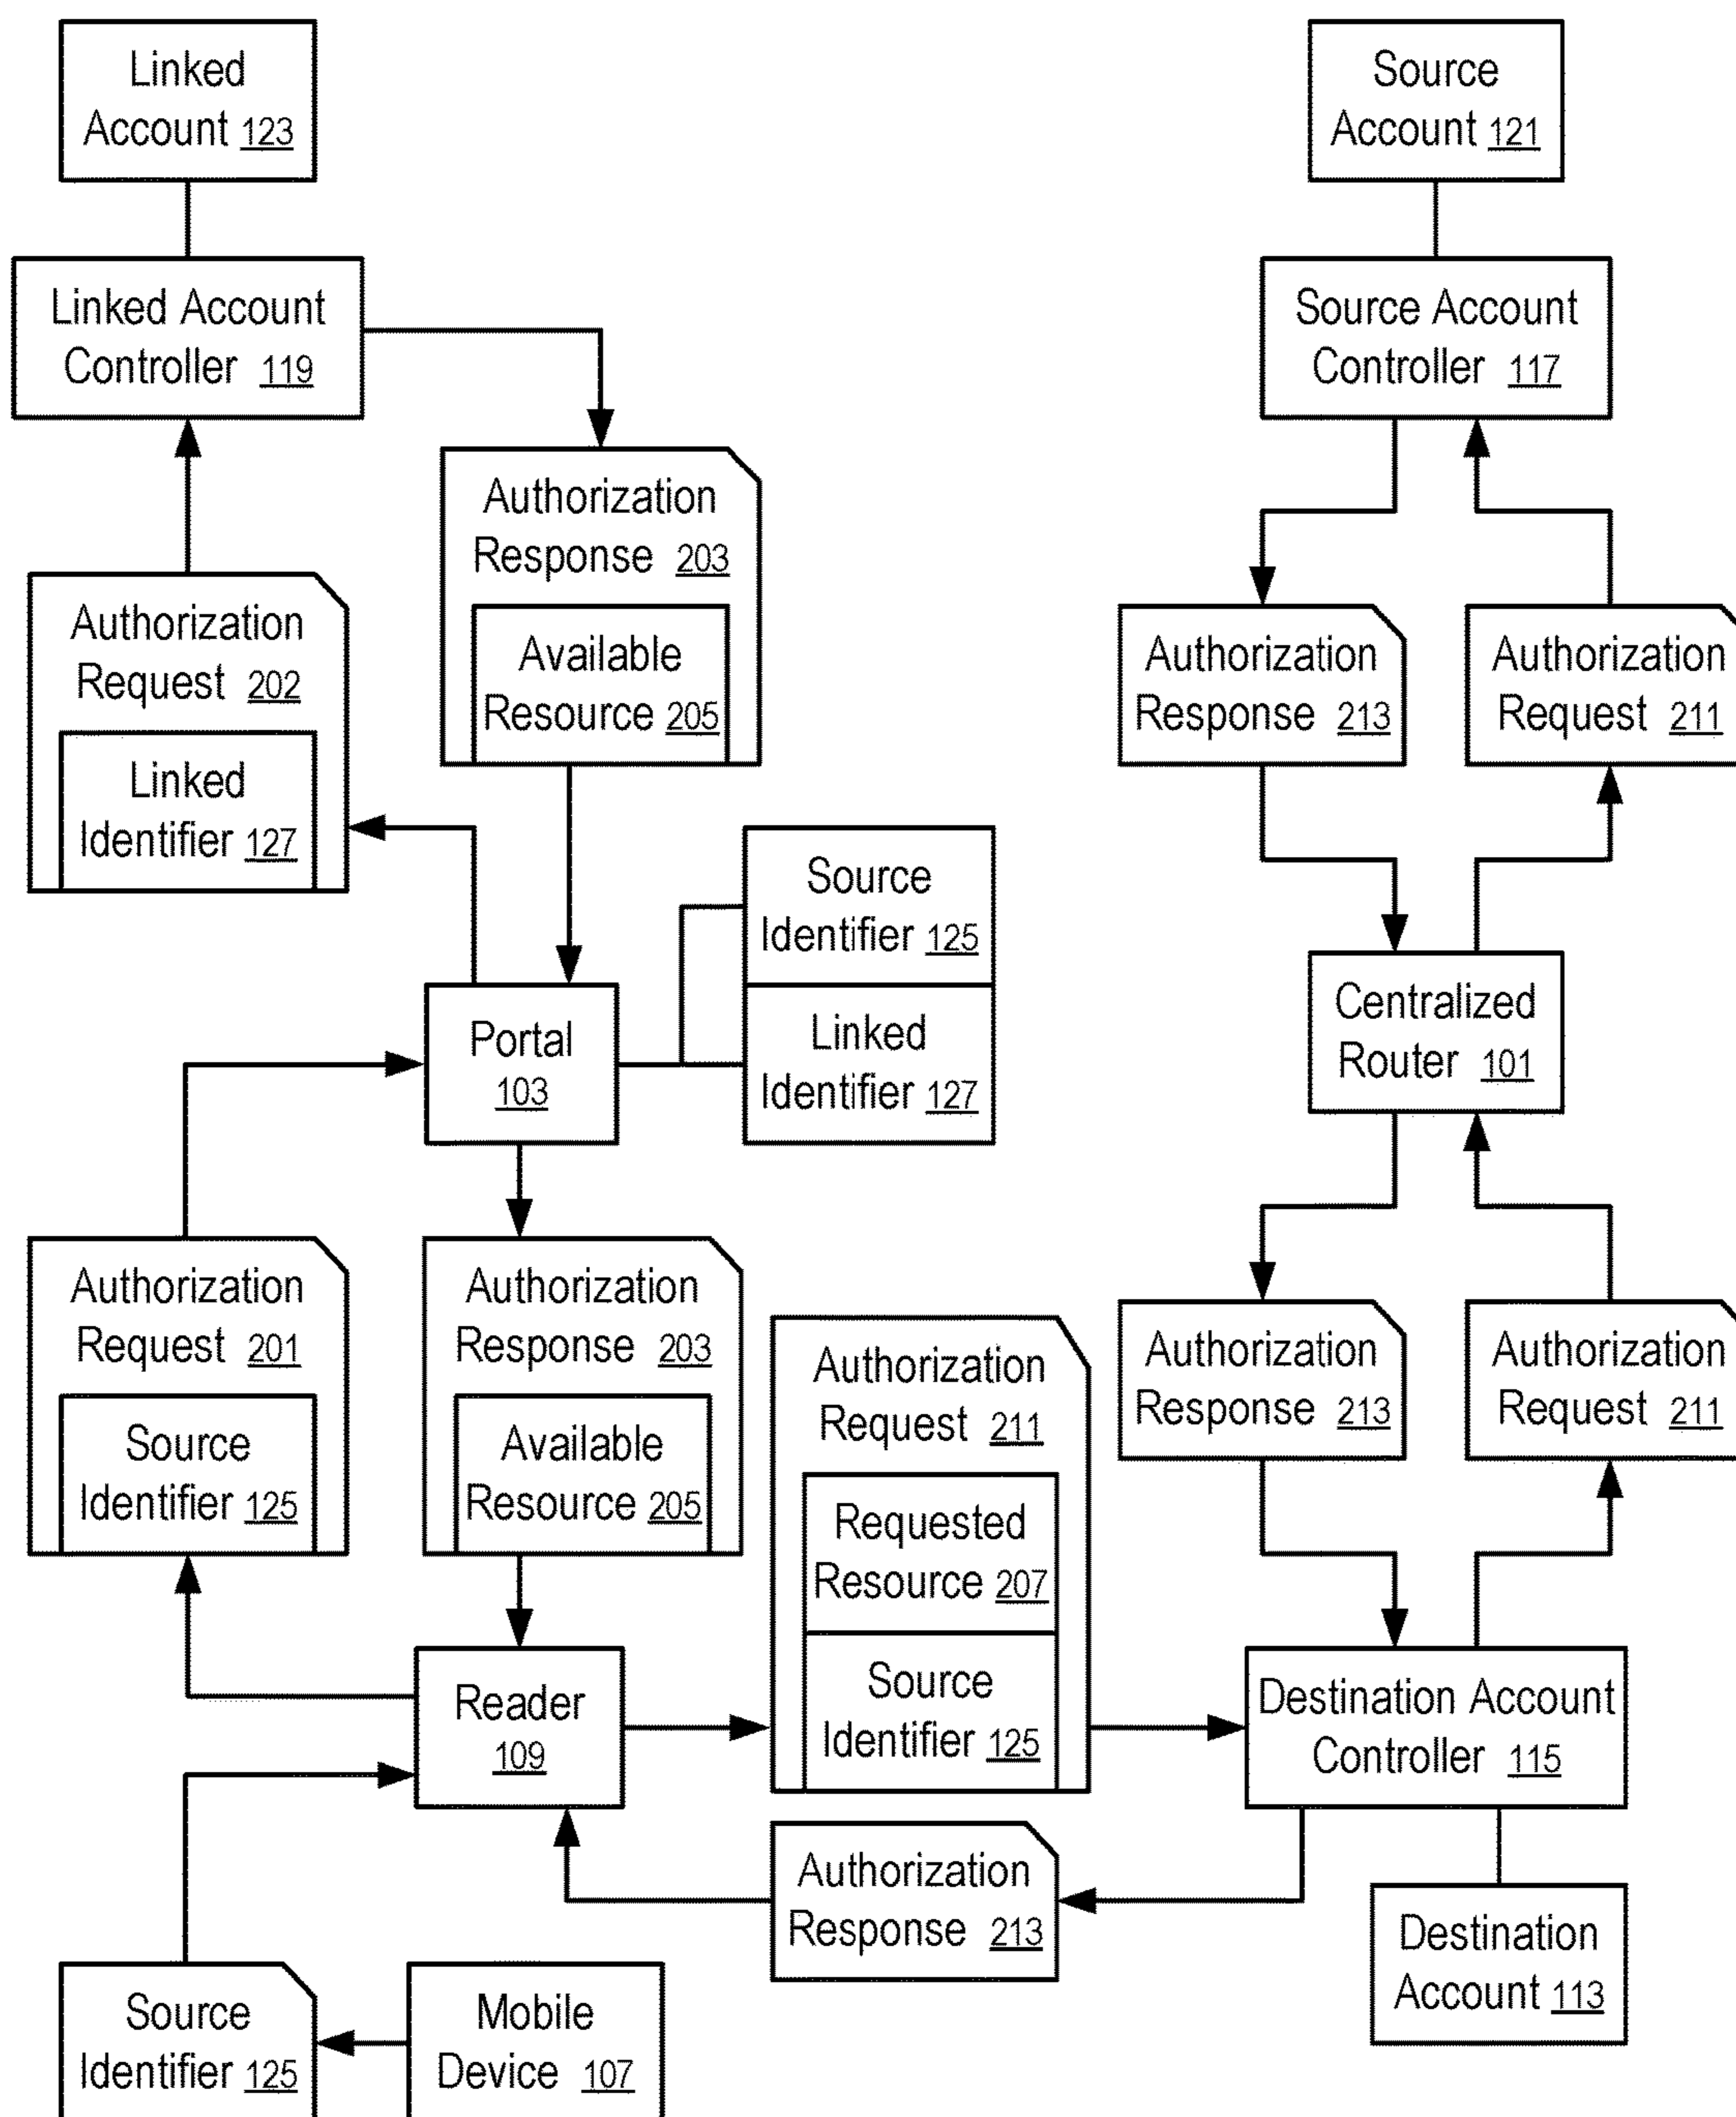 Linked
Account 123
Source
Account 121
Linked Account
Controller 119
Source Account
Controller 117
Authorization
Response 203
Available
Resource 205
Authorization
Request 202
Linked
Identifier 127
Authorization
Response 213
Authorization
Request 211
Source
Identifier 125
Linked
Identifier 127
Portal
103
Centralized
Router 101
Authorization
Request 201
Source
Identifier 125
Authorization
Response 203
Available
Resource 205
Authorization
Request 211
Requested
Resource 207
Source
Identifier 125
Authorization
Response 213
Authorization
Request 211
Reader
109
Destination Account
Controller 115
Authorization
Response 213
Destination
Account 113
Source
Identifier 125
Mobile
Device 107